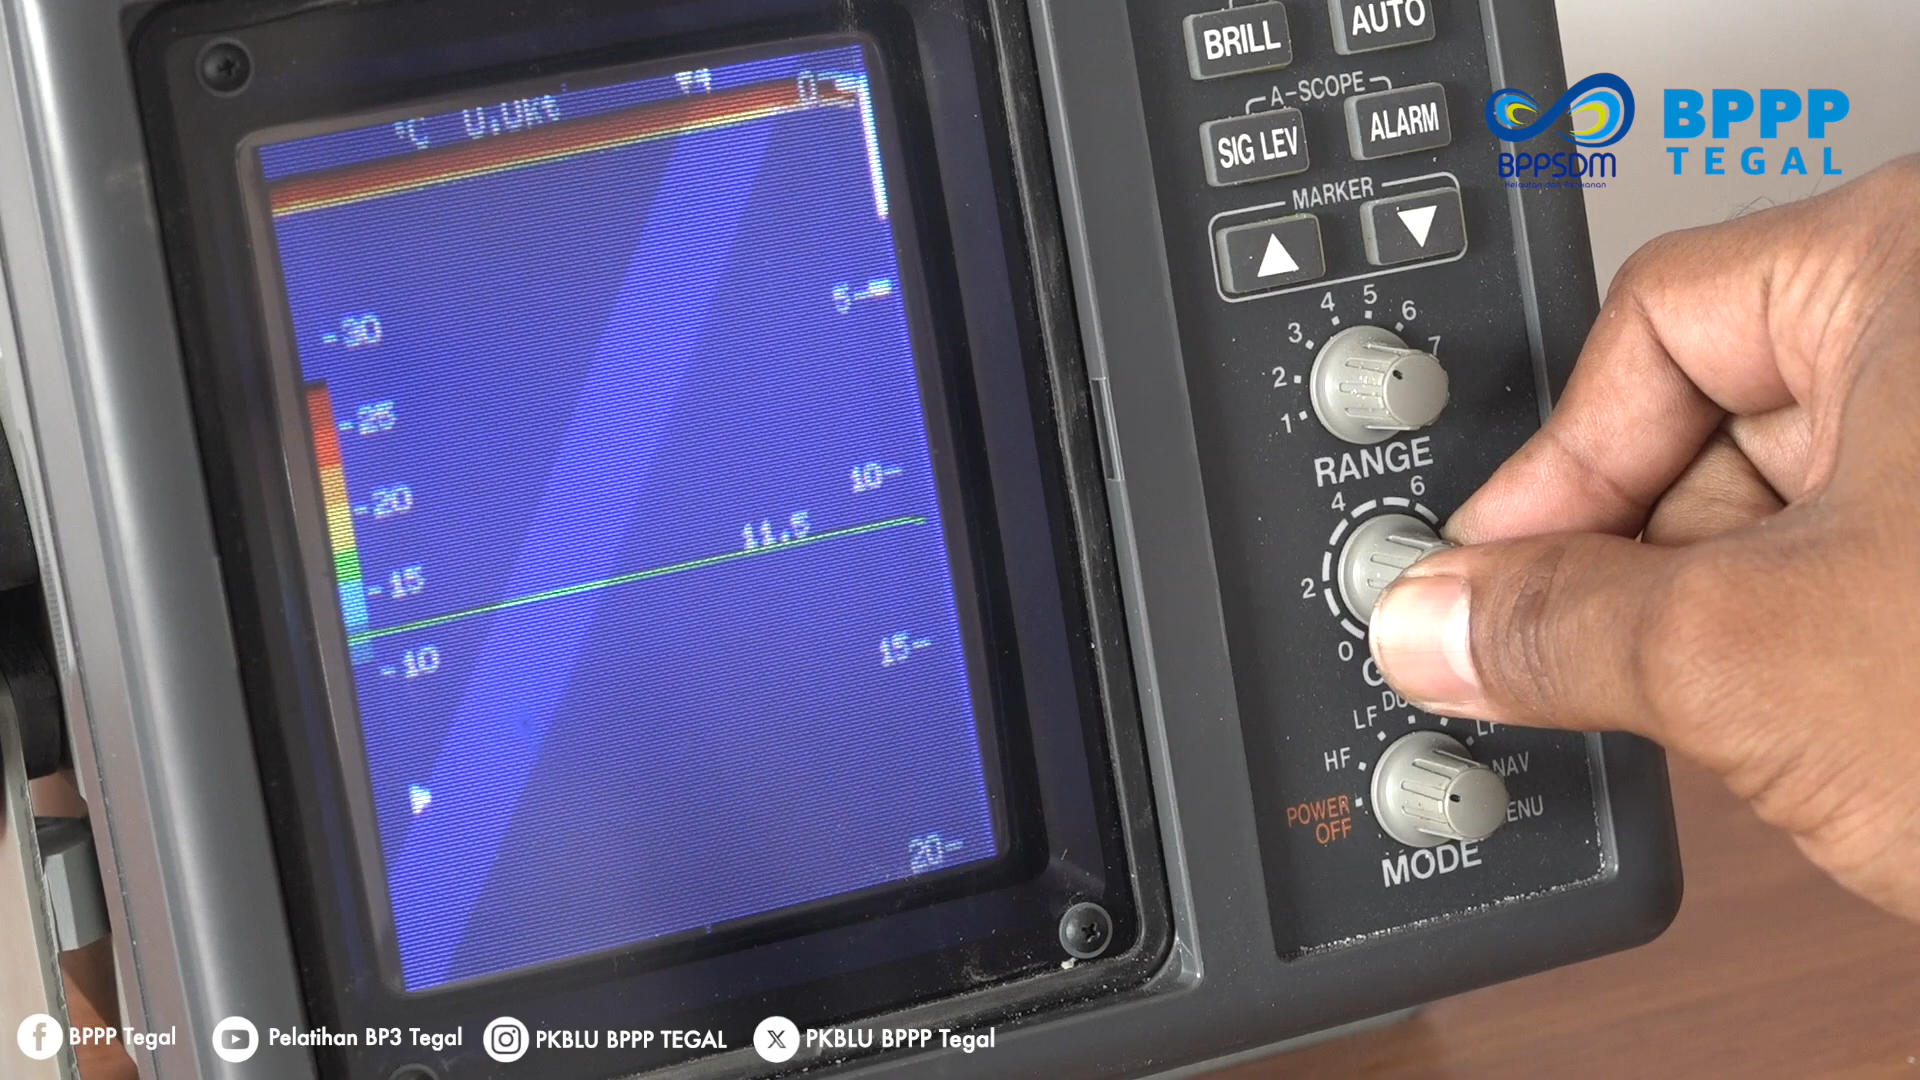 BRILL
AUTO
A-SCOPE
SIG LEV
ALARM
MARKER
BPPSDM
BPPP
TEGAL
°C 0.0kt
0
-30
-25
-20
-15
-10
5-
10-
11.5
15-
20-
1 2 3 4 5 6 7
RANGE
0 2 4 6
POWER
OFF
HF
LF
NAV
MODE
BPPP Tegal
Pelatihan BP3 Tegal
PKBLU BPPP TEGAL
PKBLU BPPP Tegal